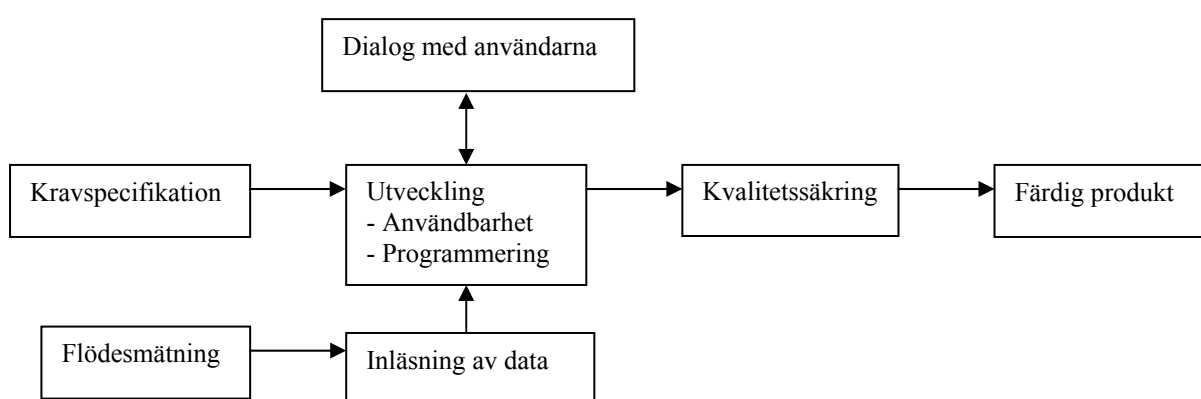 Dialog med användarna
Kravspecifikation
Utveckling
- Användbarhet
- Programmering
Kvalitetssäkring
Färdig produkt
Flödesmätning
Inläsning av data